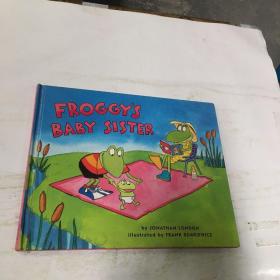 FROGGY'S
BABY SISTER
by JONATHAN LONDON
illustrated by FRANK REMKIEWICZ